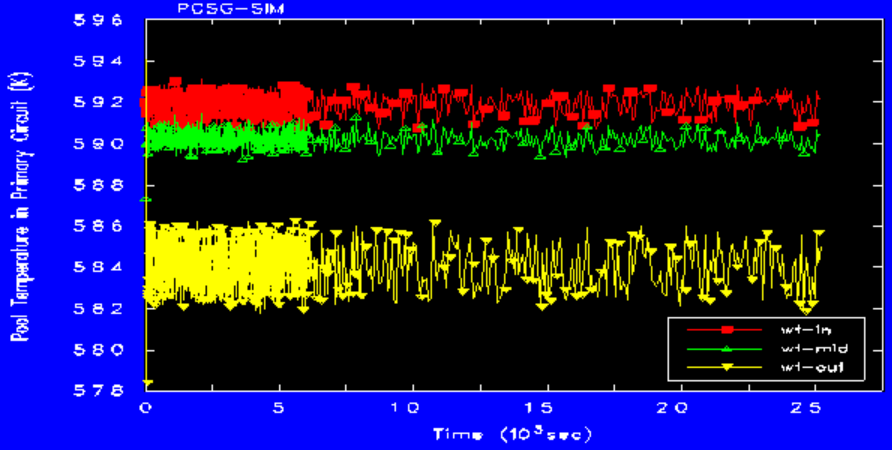 PCSG-SIM
Pool Temperature in Primary Circuit (K)
596
594
592
590
588
586
584
582
580
578
wt-in
wt-mid
wt-out
0 5 10 15 20 25
Time (10³sec)